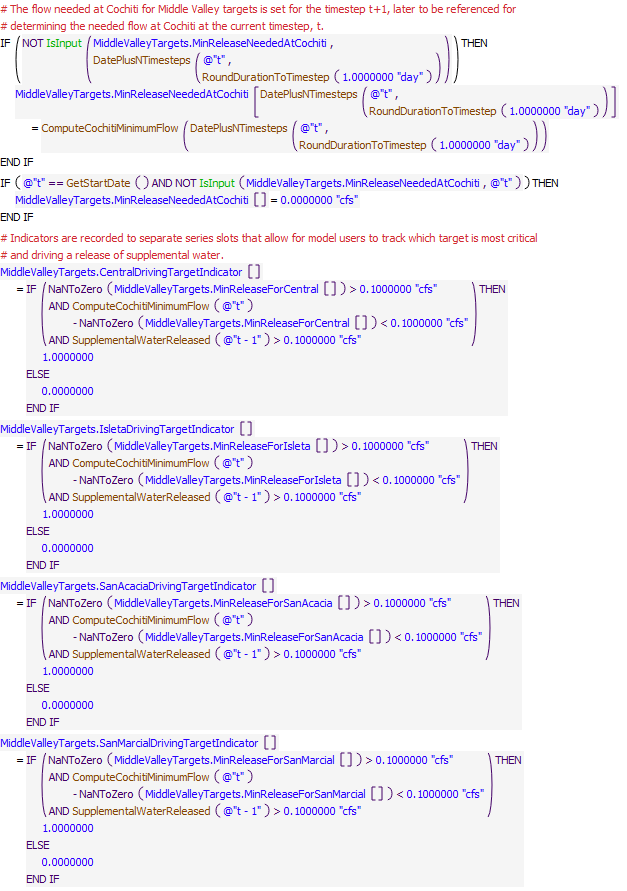 # The flow needed at Cochiti for Middle Valley targets is set for the timestep t+1, later to be referenced for
# determining the needed flow at Cochiti at the current timestep, t.
IF ( NOT IsInput ( MiddleValleyTargets.MinReleaseNeededAtCochiti ,
DatePlusNTimesteps ( @"t" ,
RoundDurationToTimestep ( 1.0000000 "day" ) ) ) ) THEN
MiddleValleyTargets.MinReleaseNeededAtCochiti [ DatePlusNTimesteps ( @"t" ,
RoundDurationToTimestep ( 1.0000000 "day" ) ) ]
= ComputeCochitiMinimumFlow ( DatePlusNTimesteps ( @"t" ,
RoundDurationToTimestep ( 1.0000000 "day" ) ) )
END IF
IF ( @"t" == GetStartDate ( ) AND NOT IsInput ( MiddleValleyTargets.MinReleaseNeededAtCochiti , @"t" ) ) THEN
MiddleValleyTargets.MinReleaseNeededAtCochiti [ ] = 0.0000000 "cfs"
END IF
# Indicators are recorded to separate series slots that allow for model users to track which target is most critical
# and driving a release of supplemental water.
MiddleValleyTargets.CentralDrivingTargetIndicator [ ]
= IF ( NaNToZero ( MiddleValleyTargets.MinReleaseForCentral [ ] ) > 0.1000000 "cfs" ) THEN
AND ComputeCochitiMinimumFlow ( @"t" )
- NaNToZero ( MiddleValleyTargets.MinReleaseForCentral [ ] ) < 0.1000000 "cfs"
AND SupplementalWaterReleased ( @"t - 1" ) > 0.1000000 "cfs"
1.0000000
ELSE
0.0000000
END IF
MiddleValleyTargets.IsletaDrivingTargetIndicator [ ]
= IF ( NaNToZero ( MiddleValleyTargets.MinReleaseForIsleta [ ] ) > 0.1000000 "cfs" ) THEN
AND ComputeCochitiMinimumFlow ( @"t" )
- NaNToZero ( MiddleValleyTargets.MinReleaseForIsleta [ ] ) < 0.1000000 "cfs"
AND SupplementalWaterReleased ( @"t - 1" ) > 0.1000000 "cfs"
1.0000000
ELSE
0.0000000
END IF
MiddleValleyTargets.SanAcaciaDrivingTargetIndicator [ ]
= IF ( NaNToZero ( MiddleValleyTargets.MinReleaseForSanAcacia [ ] ) > 0.1000000 "cfs" ) THEN
AND ComputeCochitiMinimumFlow ( @"t" )
- NaNToZero ( MiddleValleyTargets.MinReleaseForSanAcacia [ ] ) < 0.1000000 "cfs"
AND SupplementalWaterReleased ( @"t - 1" ) > 0.1000000 "cfs"
1.0000000
ELSE
0.0000000
END IF
MiddleValleyTargets.SanMarcialDrivingTargetIndicator [ ]
= IF ( NaNToZero ( MiddleValleyTargets.MinReleaseForSanMarcial [ ] ) > 0.1000000 "cfs" ) THEN
AND ComputeCochitiMinimumFlow ( @"t" )
- NaNToZero ( MiddleValleyTargets.MinReleaseForSanMarcial [ ] ) < 0.1000000 "cfs"
AND SupplementalWaterReleased ( @"t - 1" ) > 0.1000000 "cfs"
1.0000000
ELSE
0.0000000
END IF